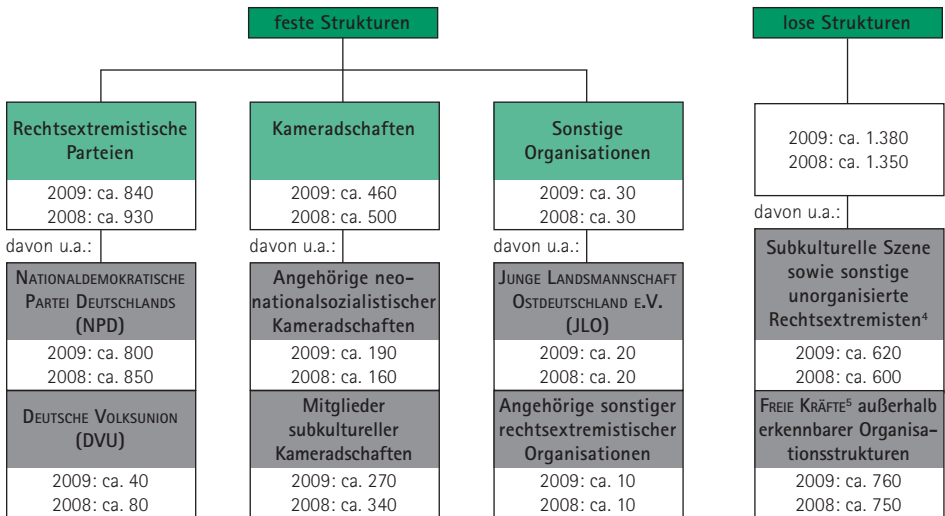 feste Strukturen
lose Strukturen
Rechtsextremistische
Parteien
2009: ca. 840
2008: ca. 930
davon u.a.:
NATIONALDEMOKRATISCHE
PARTEI DEUTSCHLANDS
(NPD)
2009: ca. 800
2008: ca. 850
DEUTSCHE VOLKSUNION
(DVU)
2009: ca. 40
2008: ca. 80
Kameradschaften
2009: ca. 460
2008: ca. 500
davon u.a.:
Angehörige neo-
nationalsozialistischer
Kameradschaften
2009: ca. 190
2008: ca. 160
Mitglieder
subkultureller
Kameradschaften
2009: ca. 270
2008: ca. 340
Sonstige
Organisationen
2009: ca. 30
2008: ca. 30
davon u.a.:
JUNGE LANDSMANNSCHAFT
OSTDEUTSCHLAND E.V.
(JLO)
2009: ca. 20
2008: ca. 20
Angehörige sonstiger
rechtsextremistischer
Organisationen
2009: ca. 10
2008: ca. 10
2009: ca. 1.380
2008: ca. 1.350
davon u.a.:
Subkulturelle Szene
sowie sonstige
unorganisierte
Rechtsextremisten⁴
2009: ca. 620
2008: ca. 600
FREIE KRÄFTE⁵ außerhalb
erkennbarer Organisa-
tionsstrukturen
2009: ca. 760
2008: ca. 750